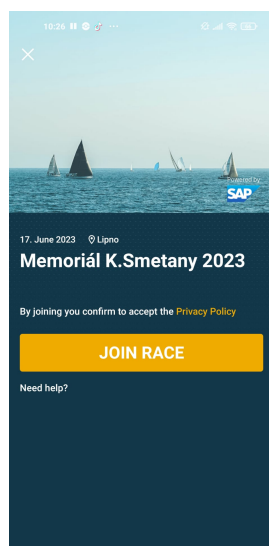 10:26
Powered by
SAP
17. June 2023 Lipno
Memoriál K.Smetany 2023
By joining you confirm to accept the Privacy Policy
JOIN RACE
Need help?